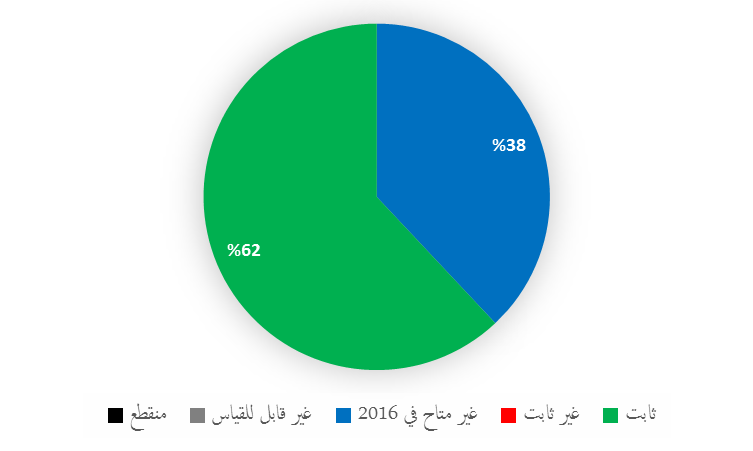 %38
%62
ثابت
غير ثابت
غير متاح في 2016
غير قابل للقياس
منقطع